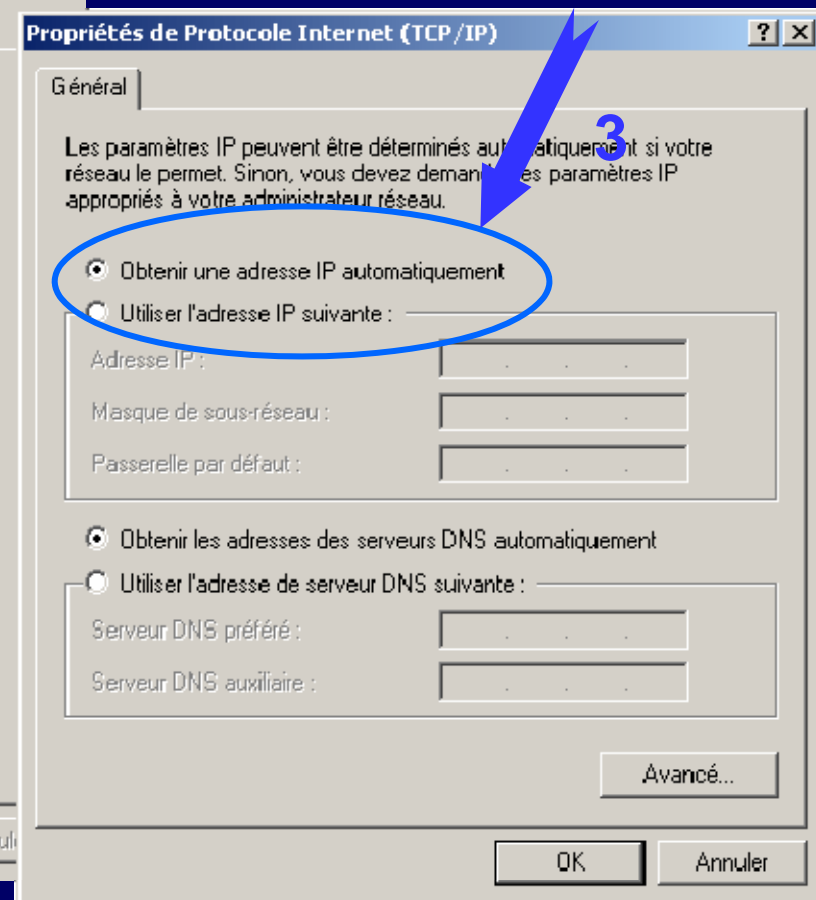 Propriétés de Protocole Internet (TCP/IP)
Général
3
Les paramètres IP peuvent être déterminés automatiquement si votre
réseau le permet. Sinon, vous devez demander les paramètres IP
appropriés à votre administrateur réseau.
Obtenir une adresse IP automatiquement
Utiliser l'adresse IP suivante :
Adresse IP :
Masque de sous-réseau :
Passerelle par défaut :
Obtenir les adresses des serveurs DNS automatiquement
Utiliser l'adresse de serveur DNS suivante :
Serveur DNS préféré :
Serveur DNS auxiliaire :
Avancé...
OK Annuler